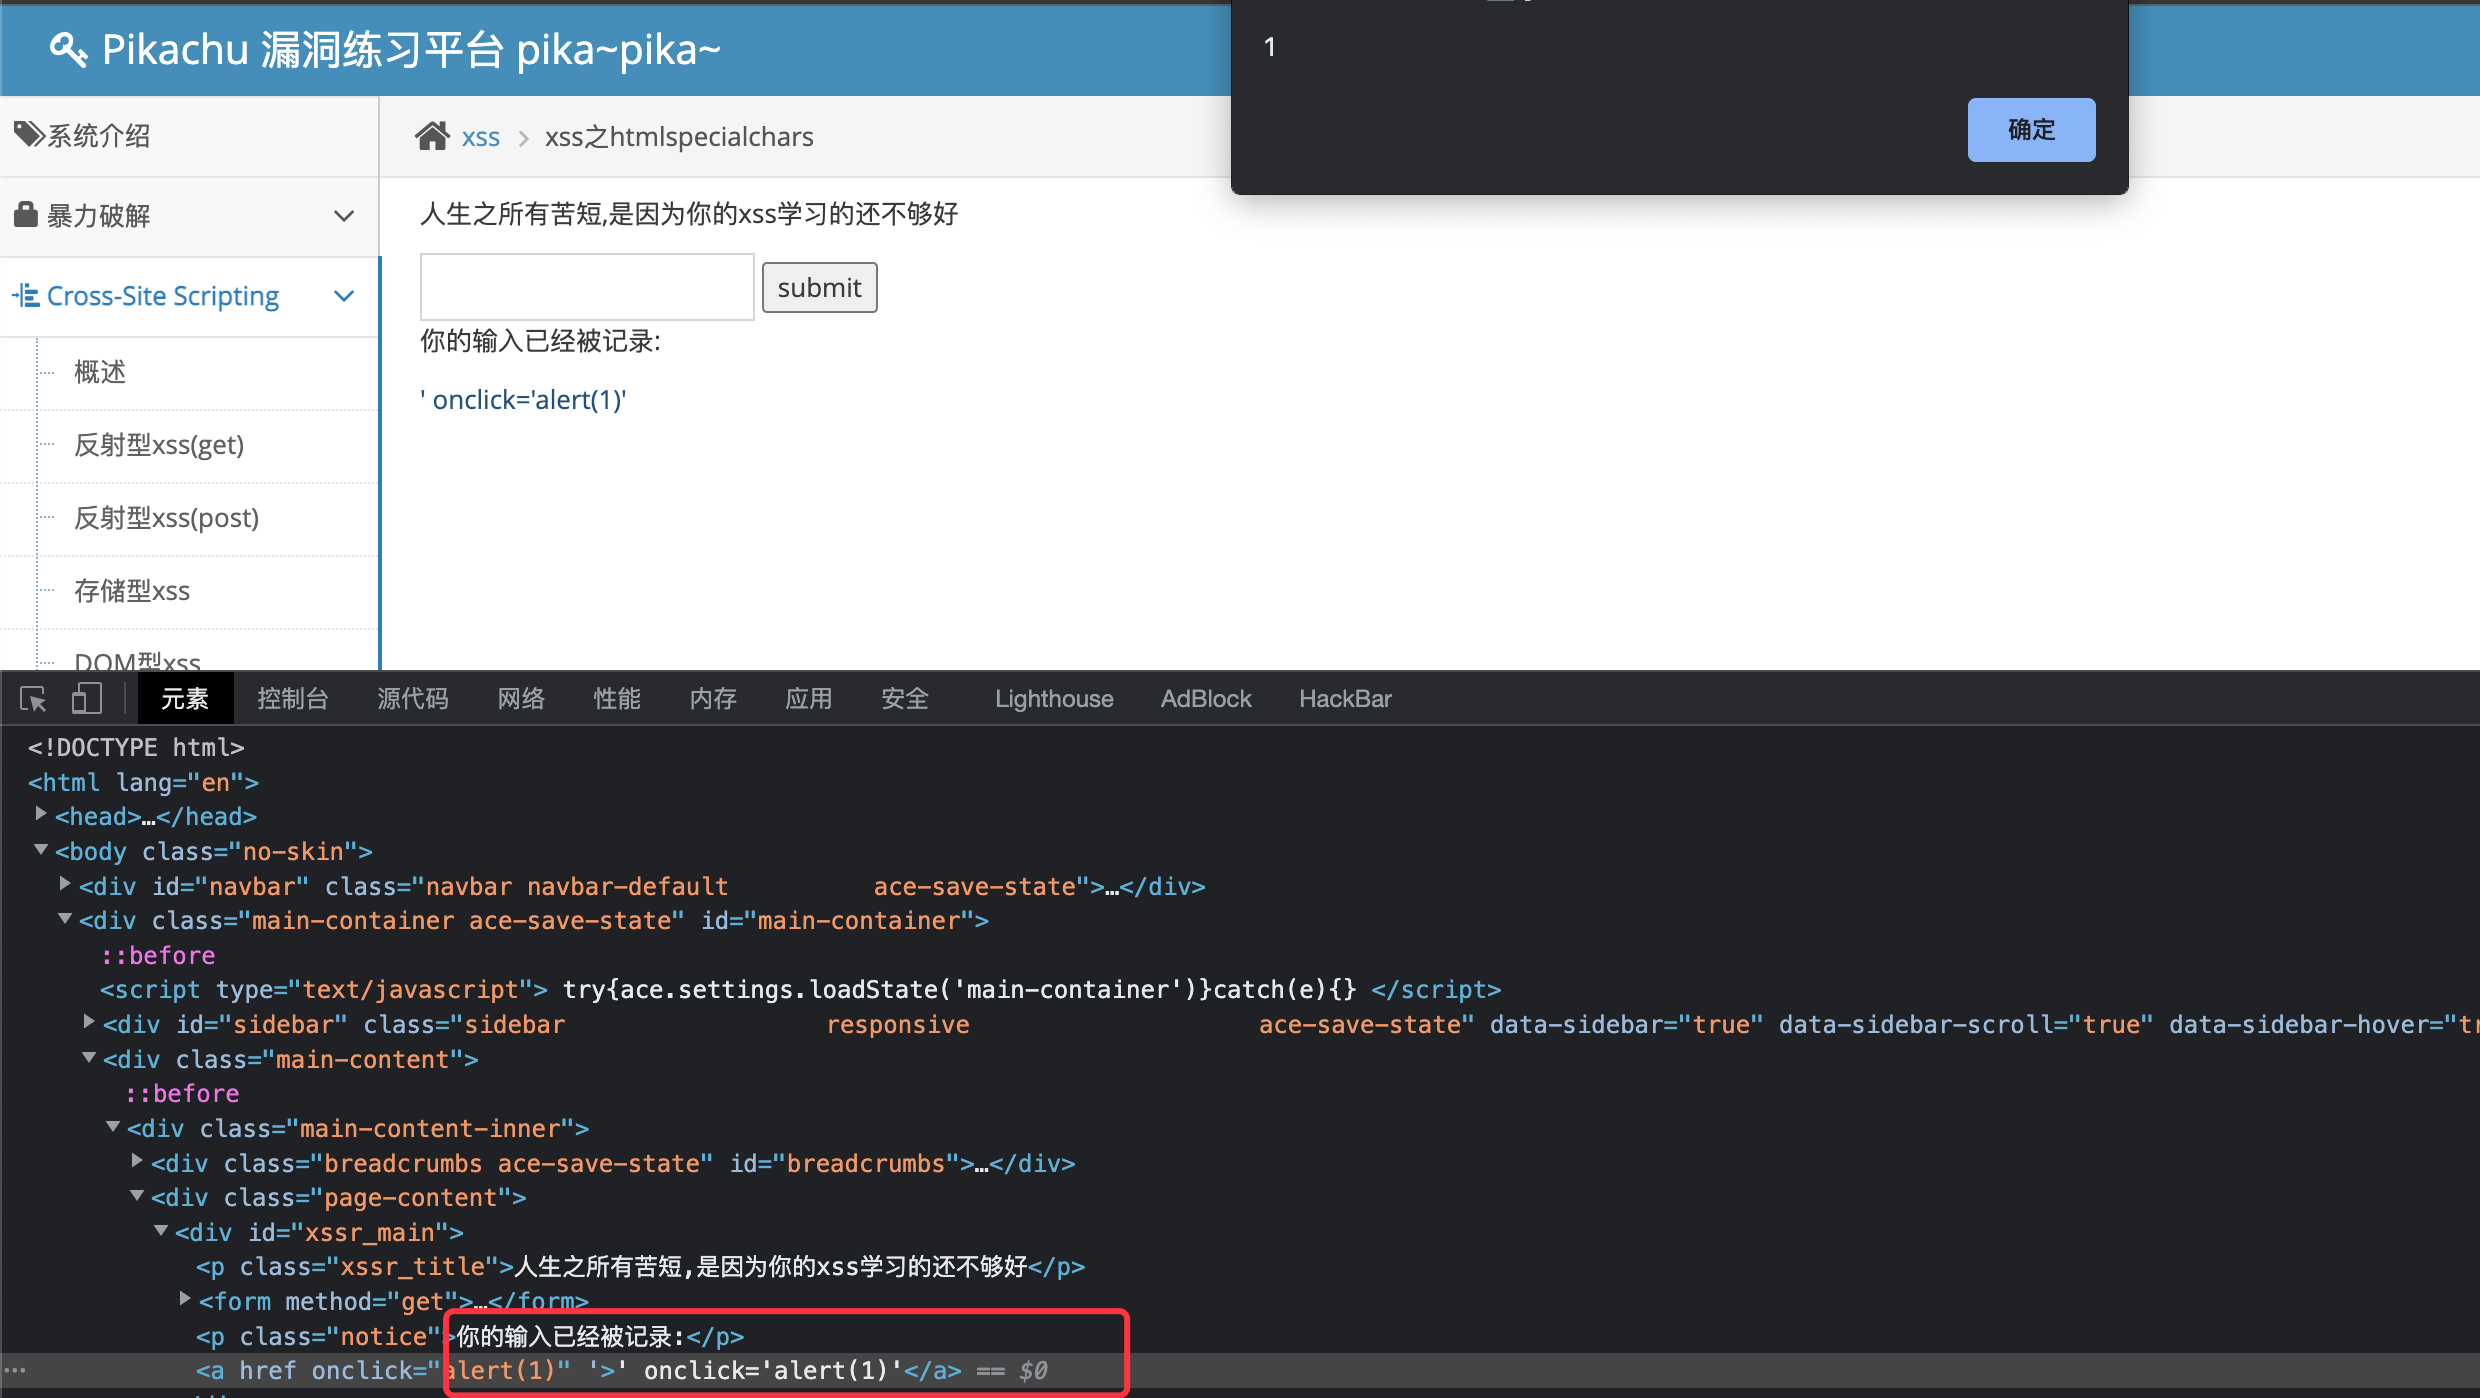 Pikachu 漏洞练习平台 pika~pika~
1
确定
系统介绍
xss
xss之htmlspecialchars
暴力破解
人生之所有苦短,是因为你的xss学习的还不够好
Cross-Site Scripting
submit
你的输入已经被记录:
概述
' onclick='alert(1)'
反射型xss(get)
反射型xss(post)
存储型xss
DOM型xss
元素 控制台 源代码 网络 性能 内存 应用 安全 Lighthouse AdBlock HackBar
<!DOCTYPE html>
<html lang="en">
<head>…</head>
<body class="no-skin">
<div id="navbar" class="navbar navbar-default ace-save-state">…</div>
<div class="main-container ace-save-state" id="main-container">
::before
<script type="text/javascript"> try{ace.settings.loadState('main-container')}catch(e){} </script>
<div id="sidebar" class="sidebar responsive ace-save-state" data-sidebar="true" data-sidebar-scroll="true" data-sidebar-hover="tr
<div class="main-content">
::before
<div class="main-content-inner">
<div class="breadcrumbs ace-save-state" id="breadcrumbs">…</div>
<div class="page-content">
<div id="xssr_main">
<p class="xssr_title">人生之所有苦短,是因为你的xss学习的还不够好</p>
<form method="get">…</form>
<p class="notice">你的输入已经被记录:</p>
<a href onclick="alert(1)" '>' onclick='alert(1)'</a> == $0